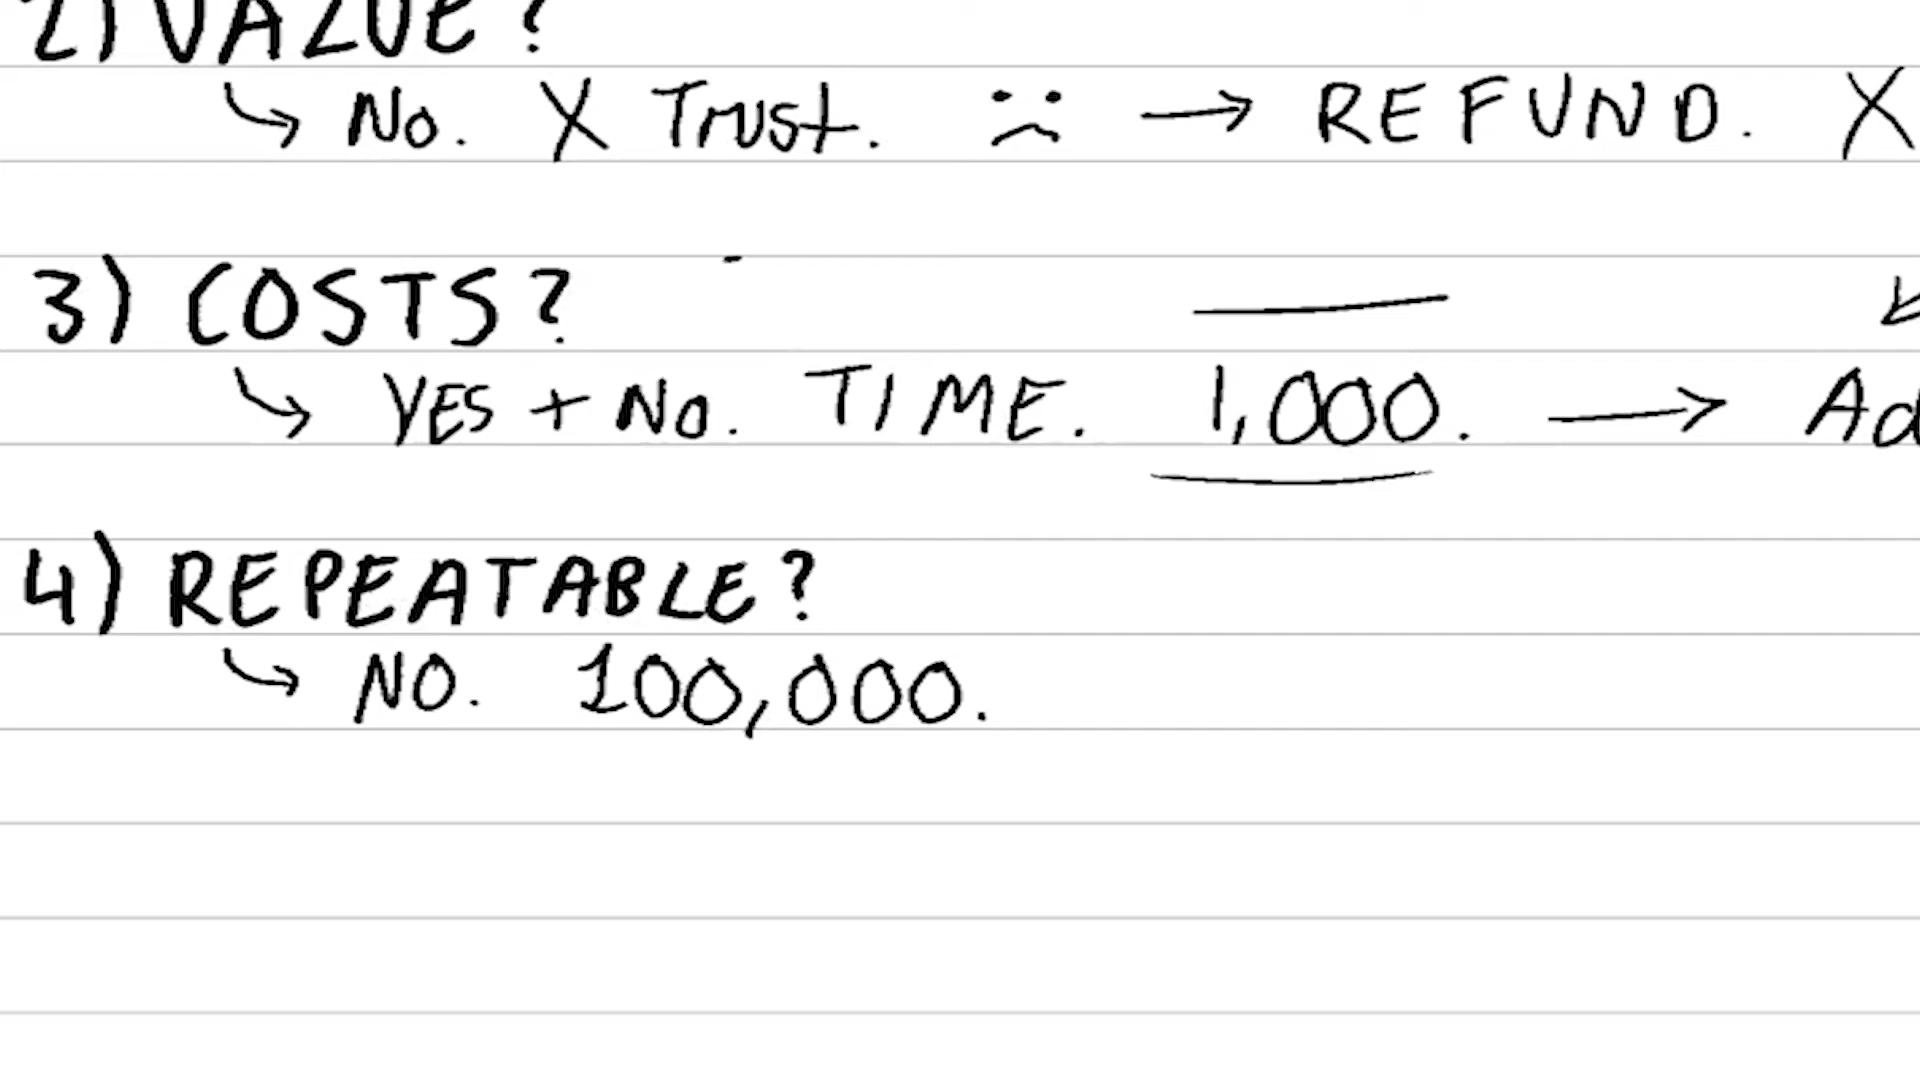 2) VALUE?
↳ No. X Trust. :( → REFUND. X
3) COSTS?
↳ YES + No. TIME. 1,000. → Ad
4) REPEATABLE?
↳ NO. 100,000.